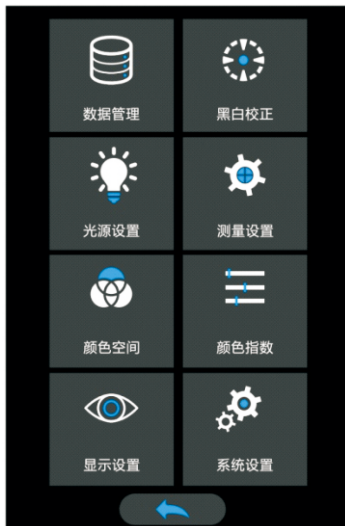 数据管理
黑白校正
光源设置
测量设置
颜色空间
颜色指数
显示设置
系统设置